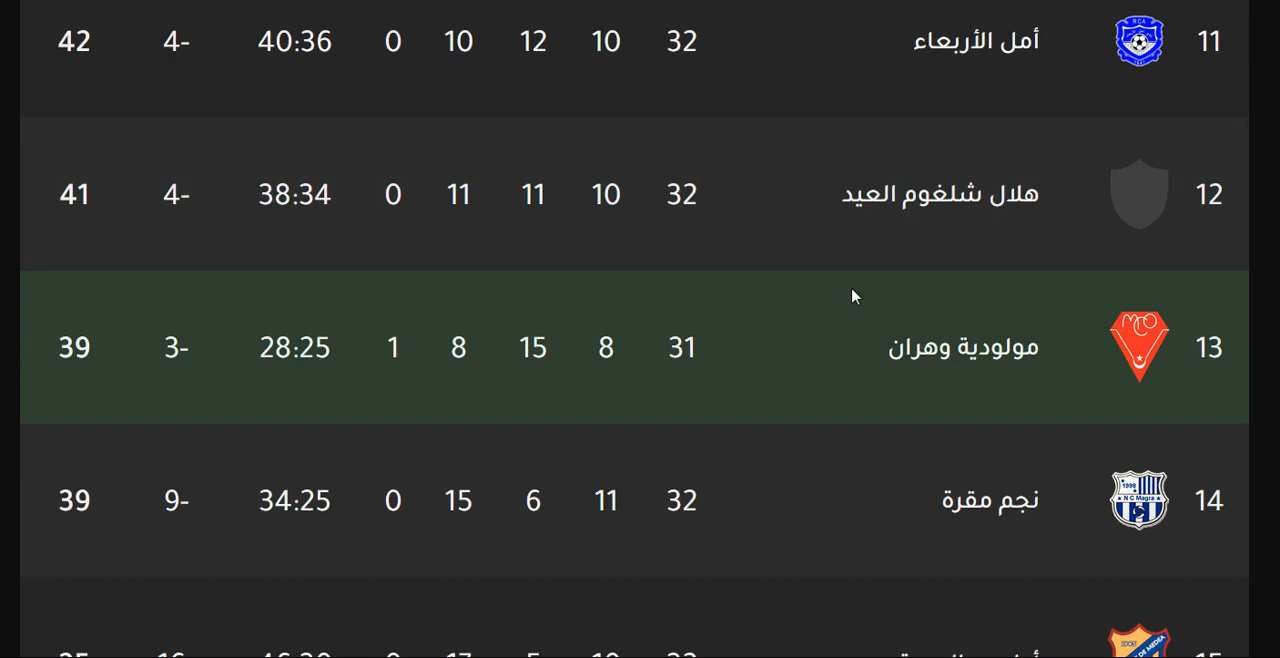 11 أمل الأربعاء 32 10 12 10 0 40:36 4- 42
12 هلال شلغوم العيد 32 10 11 11 0 38:34 4- 41
13 مولودية وهران 31 8 15 8 1 28:25 3- 39
14 نجم مقرة 32 11 6 15 0 34:25 9- 39